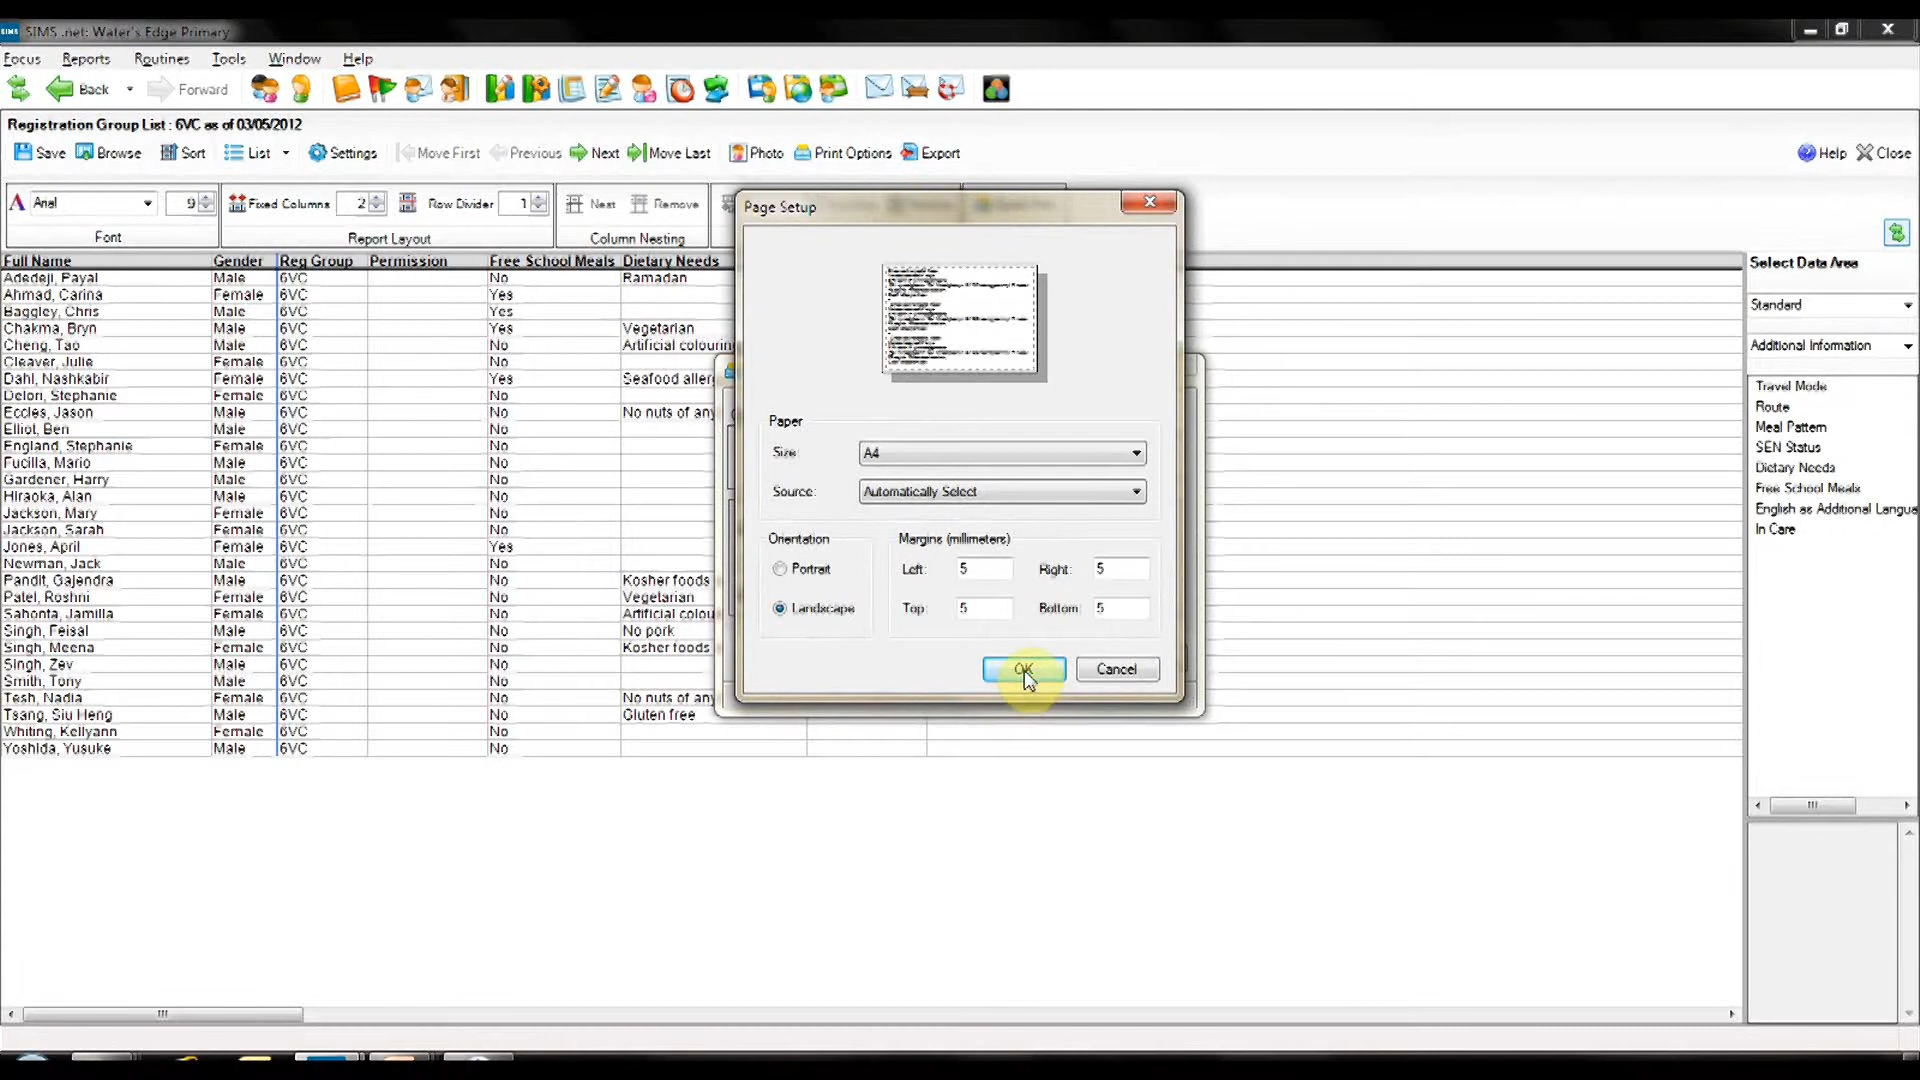 SIMS .net: Water's Edge Primary
Focus Reports Routines Tools Window Help
Back Forward
Registration Group List : 6VC as of 03/05/2012
Save Browse Sort List Settings Move First Previous Next Move Last Photo Print Options Export Help Close
Arial 9 Fixed Columns 2 Row Divider 1 Next Remove
Font Report Layout Column Nesting
Full Name Gender Reg Group Permission Free School Meals Dietary Needs
Adedeji, Payal Male 6VC No Ramadan
Ahmad, Carina Female 6VC Yes
Baggley, Chris Male 6VC Yes
Chakma, Bryn Male 6VC Yes Vegetarian
Cheng, Tao Male 6VC No Artificial colouring
Cleaver, Julie Female 6VC No
Dahl, Nashkabir Female 6VC Yes Seafood aller
Delori, Stephanie Female 6VC No
Eccles, Jason Male 6VC No No nuts of any
Elliot, Ben Male 6VC No
England, Stephanie Female 6VC No
Fucilla, Mario Male 6VC No
Gardener, Harry Male 6VC No
Hiraoka, Alan Male 6VC No
Jackson, Mary Female 6VC No
Jackson, Sarah Female 6VC No
Jones, April Female 6VC Yes
Newman, Jack Male 6VC No
Pandit, Gajendra Male 6VC No Kosher foods
Patel, Roshni Female 6VC No Vegetarian
Sahonta, Jamilla Female 6VC No Artificial colou
Singh, Feisal Male 6VC No No pork
Singh, Meena Female 6VC No Kosher foods
Singh, Zev Male 6VC No
Smith, Tony Male 6VC No
Tesh, Nadia Female 6VC No No nuts of any
Tsang, Siu Heng Male 6VC No Gluten free
Whiting, Kellyann Female 6VC No
Yoshida, Yusuke Male 6VC No
Page Setup
Paper
Size: A4
Source: Automatically Select
Orientation
Portrait
Landscape
Margins (millimeters)
Left: 5 Right: 5
Top: 5 Bottom: 5
OK Cancel
Select Data Area
Standard
Additional Information
Travel Mode
Route
Meal Pattern
SEN Status
Dietary Needs
Free School Meals
English as Additional Langua
In Care